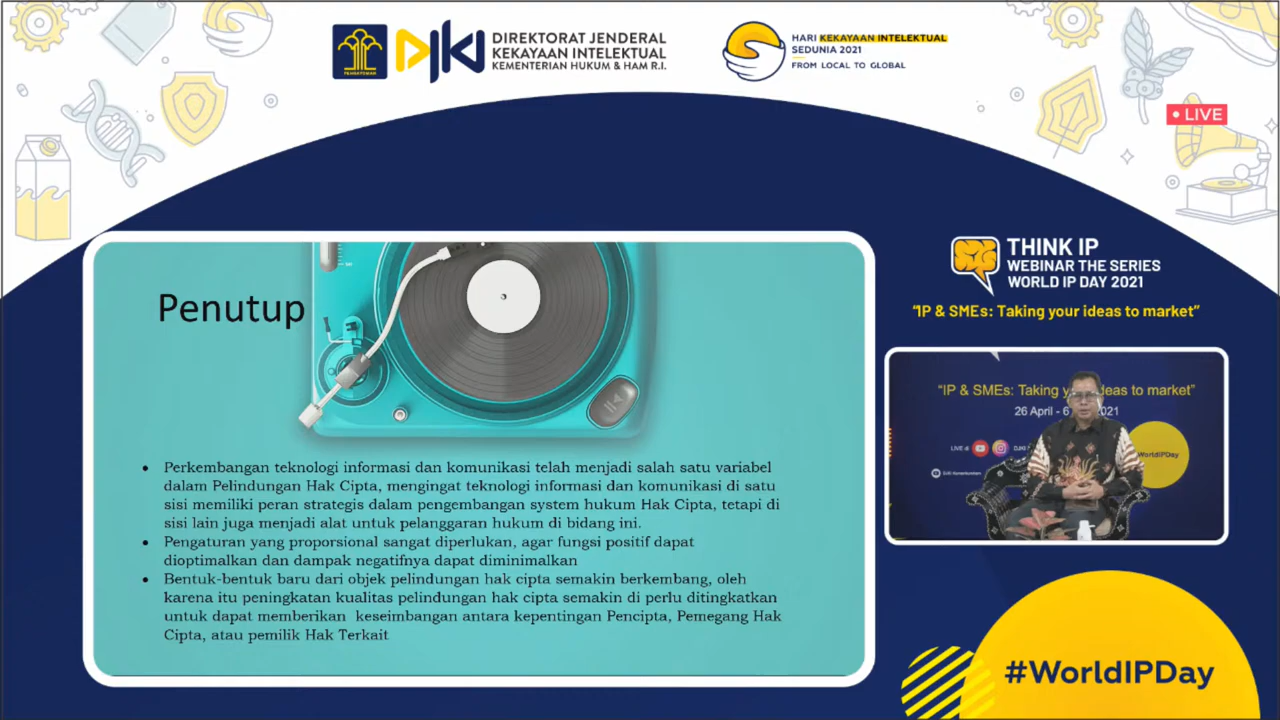 PENGAYOMAN
DJKI
DIREKTORAT JENDERAL
KEKAYAAN INTELEKTUAL
KEMENTERIAN HUKUM & HAM R.I.
HARI KEKAYAAN INTELEKTUAL
SEDUNIA 2021
FROM LOCAL TO GLOBAL
• LIVE
THINK IP
WEBINAR THE SERIES
WORLD IP DAY 2021
"IP & SMEs: Taking your ideas to market"
Penutup
• Perkembangan teknologi informasi dan komunikasi telah menjadi salah satu variabel
dalam Pelindungan Hak Cipta, mengingat teknologi informasi dan komunikasi di satu
sisi memiliki peran strategis dalam pengembangan system hukum Hak Cipta, tetapi di
sisi lain juga menjadi alat untuk pelanggaran hukum di bidang ini.
• Pengaturan yang proporsional sangat diperlukan, agar fungsi positif dapat
dioptimalkan dan dampak negatifnya dapat diminimalkan
• Bentuk-bentuk baru dari objek pelindungan hak cipta semakin berkembang, oleh
karena itu peningkatan kualitas pelindungan hak cipta semakin di perlu ditingkatkan
untuk dapat memberikan keseimbangan antara kepentingan Pencipta, Pemegang Hak
Cipta, atau pemilik Hak Terkait
"IP & SMEs: Taking your ideas to market"
26 April - 6 2021
LIVE di DJKI
WorldIPDay
#WorldIPDay